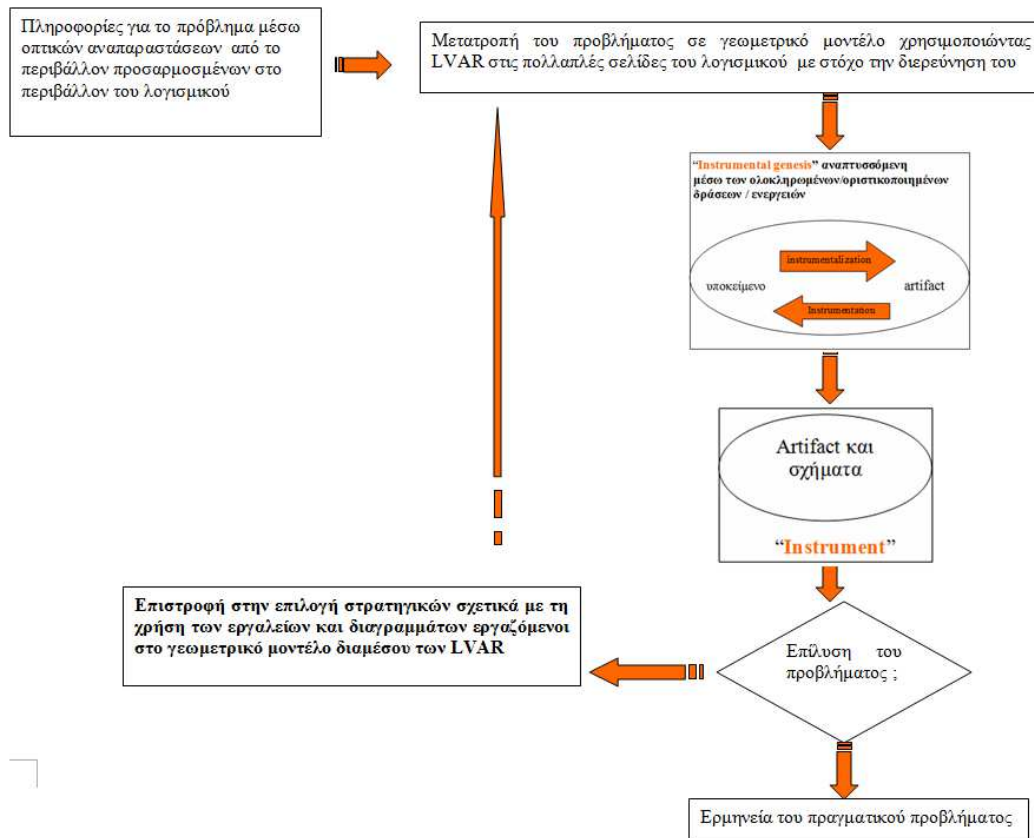 Πληροφορίες για το πρόβλημα μέσω
οπτικών αναπαραστάσεων από το
περιβάλλον προσαρμοσμένων στο
περιβάλλον του λογισμικού
Μετατροπή του προβλήματος σε γεωμετρικό μοντέλο χρησιμοποιώντας
LVAR στις πολλαπλές σελίδες του λογισμικού με στόχο την διερεύνηση του
“Instrumental genesis” αναπτυσσόμενη
μέσω των ολοκληρωμένων/οριστικοποιημένων
δράσεων / ενεργειών
instrumentalization
υποκείμενο
artifact
Instrumentation
Artifact και
σχήματα
“Instrument”
Επιστροφή στην επιλογή στρατηγικών σχετικά με τη
χρήση των εργαλείων και διαγραμμάτων εργαζόμενοι
στο γεωμετρικό μοντέλο διαμέσου των LVAR
Επίλυση του
προβλήματος ;
Ερμηνεία του πραγματικού προβλήματος